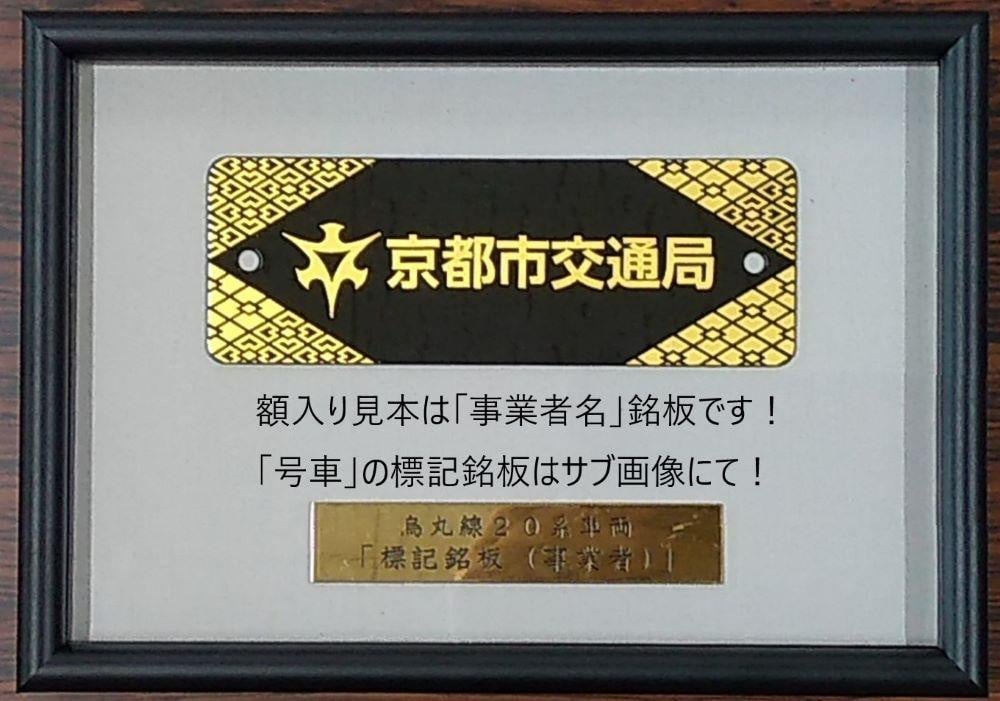 京都市交通局
額入り見本は「事業者名」銘板です！
「号車」の標記銘板はサブ画像にて！
烏丸線２０系車両
「標記銘板（事業者）」